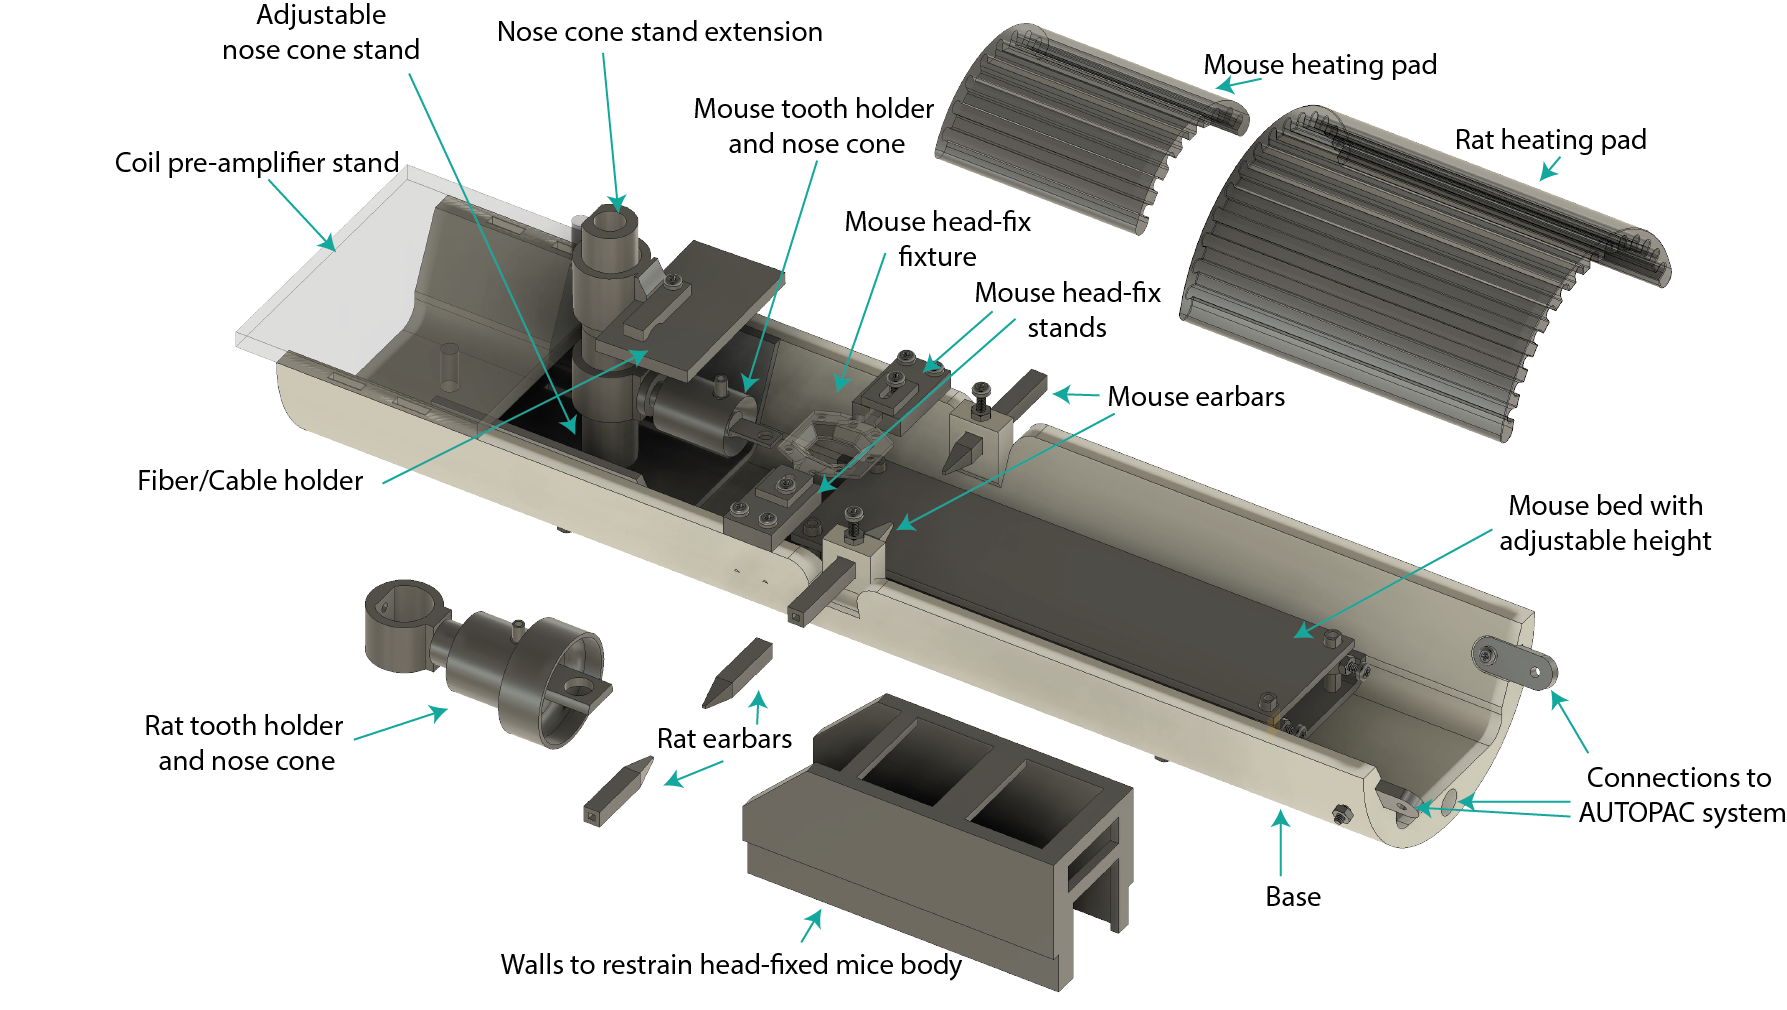 Adjustable
nose cone stand
Nose cone stand extension
Mouse heating pad
Mouse tooth holder
and nose cone
Rat heating pad
Coil pre-amplifier stand
Mouse head-fix
fixture
Mouse head-fix
stands
Mouse earbars
Fiber/Cable holder
Mouse bed with
adjustable height
Rat tooth holder
and nose cone
Rat earbars
Connections to
AUTOPAC system
Base
Walls to restrain head-fixed mice body